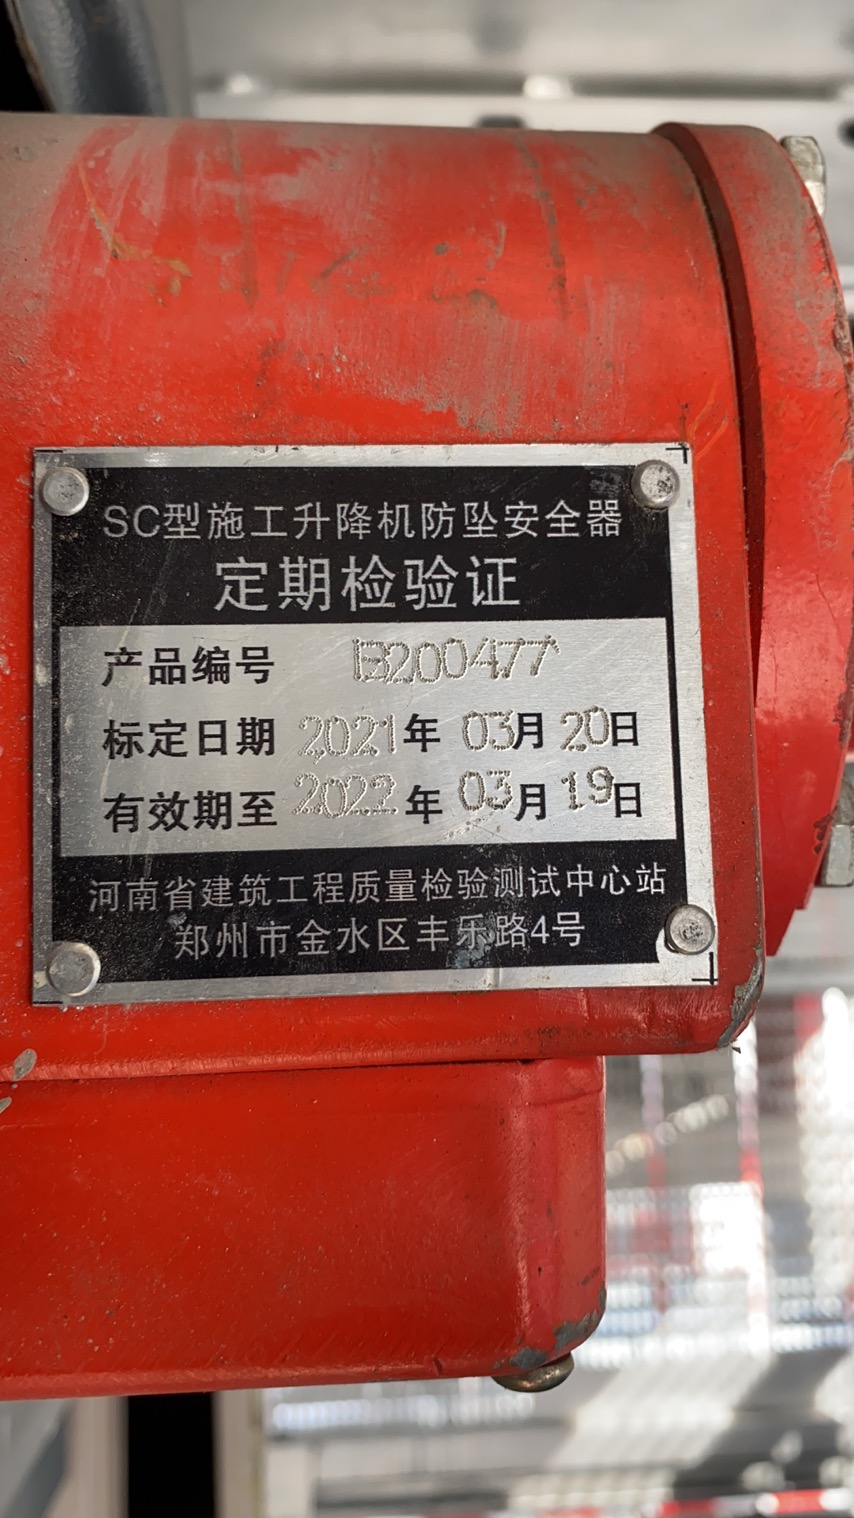 SC型施工升降机防坠安全器
定期检验证
产品编号 B200477
标定日期 2021年 03月 20日
有效期至 2022年 03月 19日
河南省建筑工程质量检验测试中心站
郑州市金水区丰乐路4号